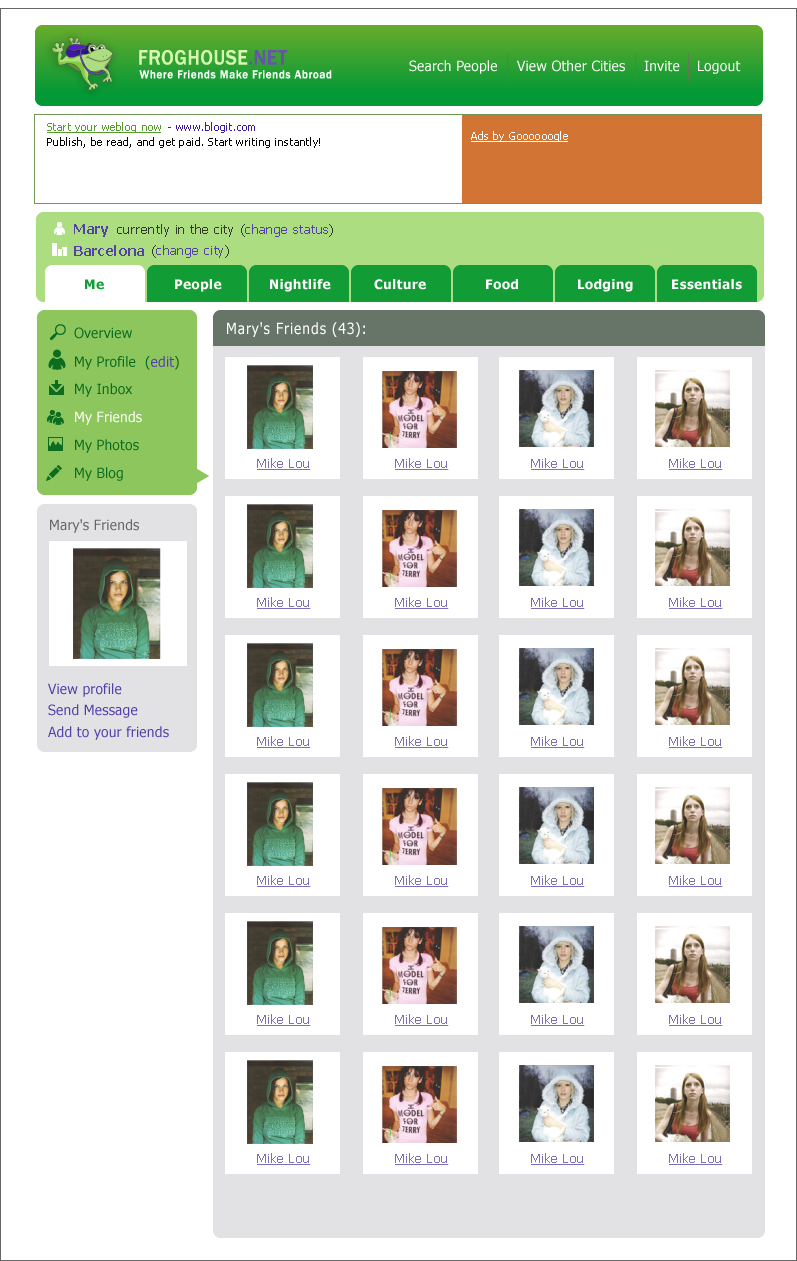 FROGHOUSE.NET
Where Friends Make Friends Abroad
Search People View Other Cities Invite Logout
Start your weblog now - www.blogit.com
Publish, be read, and get paid. Start writing instantly!
Ads by Goooooogle
Mary currently in the city (change status)
Barcelona (change city)
Me People Nightlife Culture Food Lodging Essentials
Overview
My Profile (edit)
My Inbox
My Friends
My Photos
My Blog
Mary's Friends
View profile
Send Message
Add to your friends
Mary's Friends (43):
I MODEL FOR TERRY
Mike Lou Mike Lou Mike Lou Mike Lou
I MODEL FOR TERRY
Mike Lou Mike Lou Mike Lou Mike Lou
I MODEL FOR TERRY
Mike Lou Mike Lou Mike Lou Mike Lou
I MODEL FOR TERRY
Mike Lou Mike Lou Mike Lou Mike Lou
I MODEL FOR TERRY
Mike Lou Mike Lou Mike Lou Mike Lou
I MODEL FOR TERRY
Mike Lou Mike Lou Mike Lou Mike Lou